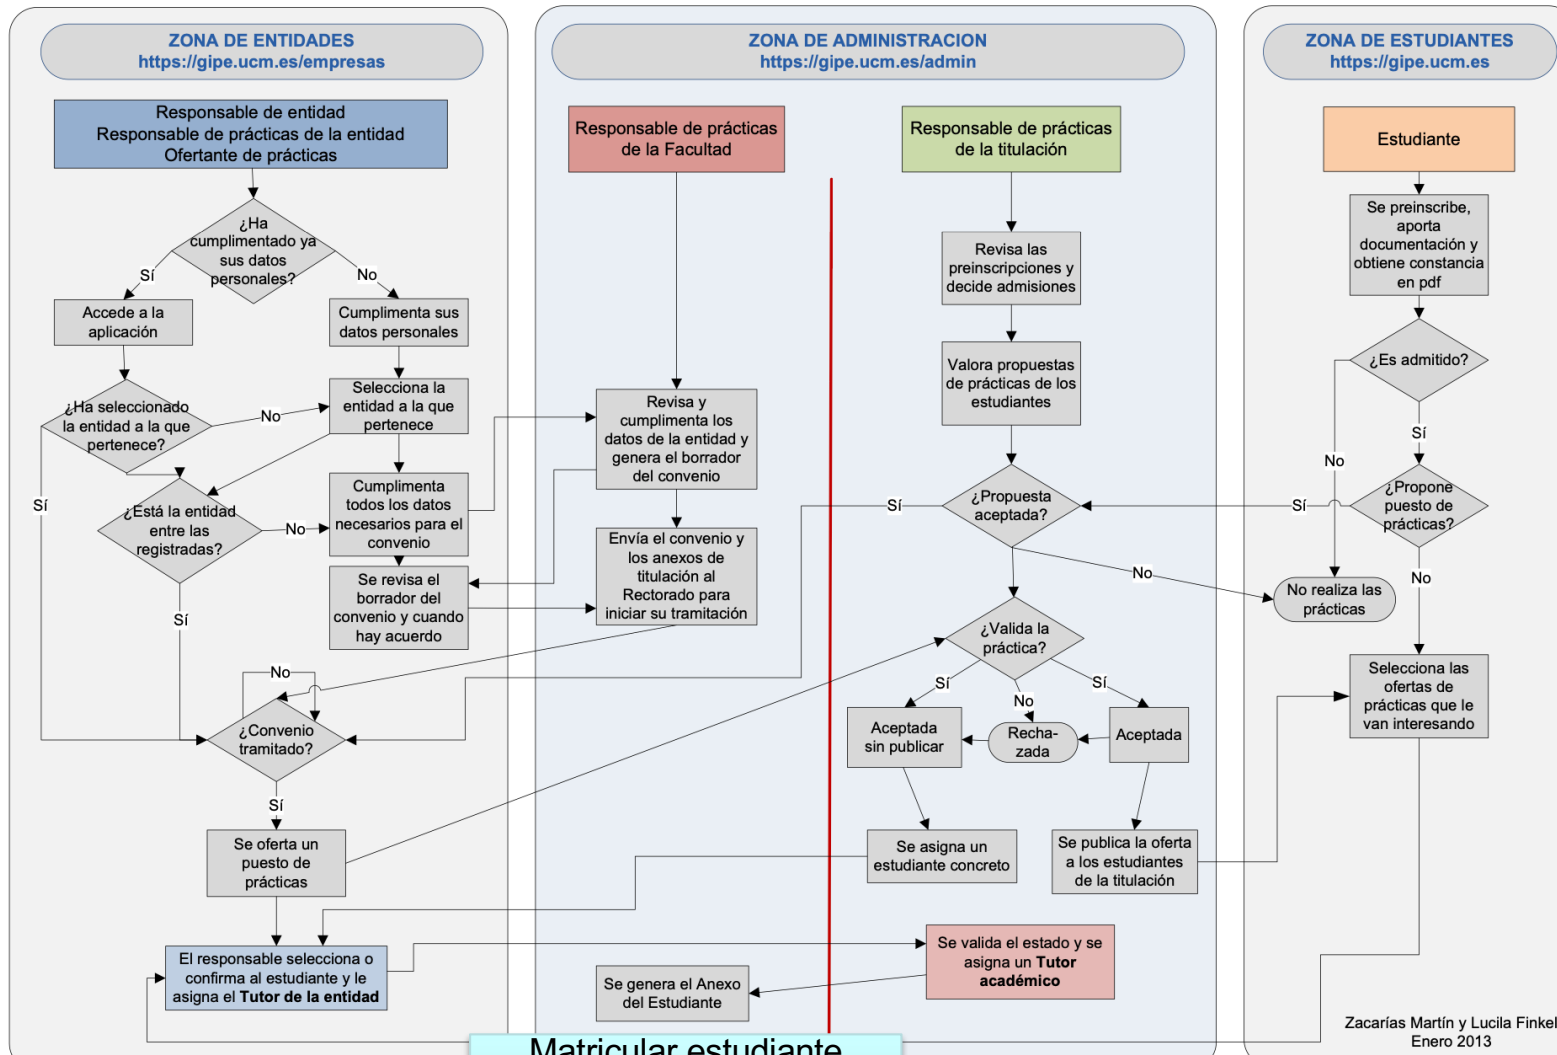 ZONA DE ENTIDADES
https://gipe.ucm.es/empresas
Responsable de entidad
Responsable de prácticas de la entidad
Ofertante de prácticas
¿Ha
cumplimentado ya
sus datos
personales?
Sí
No
Accede a la
aplicación
Cumplimenta sus
datos personales
¿Ha seleccionado
la entidad a la que
pertenece?
No
Selecciona la
entidad a la que
pertenece
Sí
¿Está la entidad
entre las
registradas?
No
Cumplimenta
todos los datos
necesarios para el
convenio
Se revisa el
borrador del
convenio y cuando
hay acuerdo
Sí
No
¿Convenio
tramitado?
Sí
Se oferta un
puesto de
prácticas
El responsable selecciona o
confirma al estudiante y le
asigna el Tutor de la entidad
ZONA DE ADMINISTRACION
https://gipe.ucm.es/admin
Responsable de prácticas
de la Facultad
Revisa y
cumplimenta los
datos de la entidad y
genera el borrador
del convenio
Envía el convenio y
los anexos de
titulación al
Rectorado para
iniciar su tramitación
Responsable de prácticas
de la titulación
Revisa las
preinscripciones y
decide admisiones
Valora propuestas
de prácticas de los
estudiantes
¿Propuesta
aceptada?
Sí
No
¿Valida la
práctica?
Sí
No
Sí
Aceptada
sin publicar
Recha-
zada
Aceptada
Se asigna un
estudiante concreto
Se publica la oferta
a los estudiantes
de la titulación
Se valida el estado y se
asigna un Tutor
académico
Se genera el Anexo
del Estudiante
Matricular estudiante
ZONA DE ESTUDIANTES
https://gipe.ucm.es
Estudiante
Se preinscribe,
aporta
documentación y
obtiene constancia
en pdf
¿Es admitido?
Sí
No
¿Propone
puesto de
prácticas?
Sí
No
No realiza las
prácticas
Selecciona las
ofertas de
prácticas que le
van interesando
Zacarías Martín y Lucila Finkel
Enero 2013